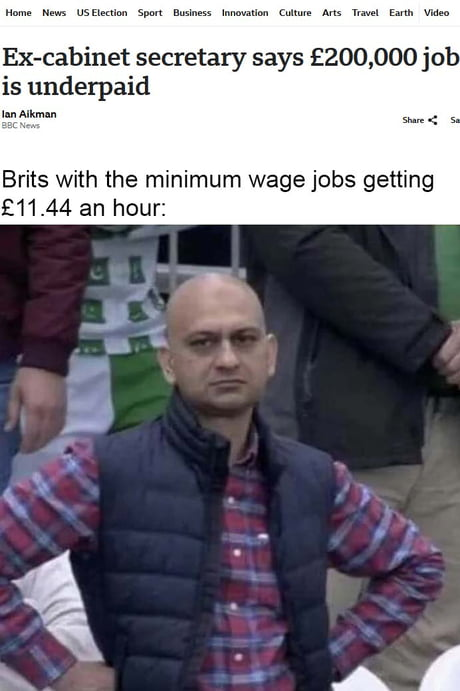 Home News US Election Sport Business Innovation Culture Arts Travel Earth Video
Ex-cabinet secretary says £200,000 job
is underpaid
Ian Aikman
BBC News
Share
Sa
Brits with the minimum wage jobs getting
£11.44 an hour: